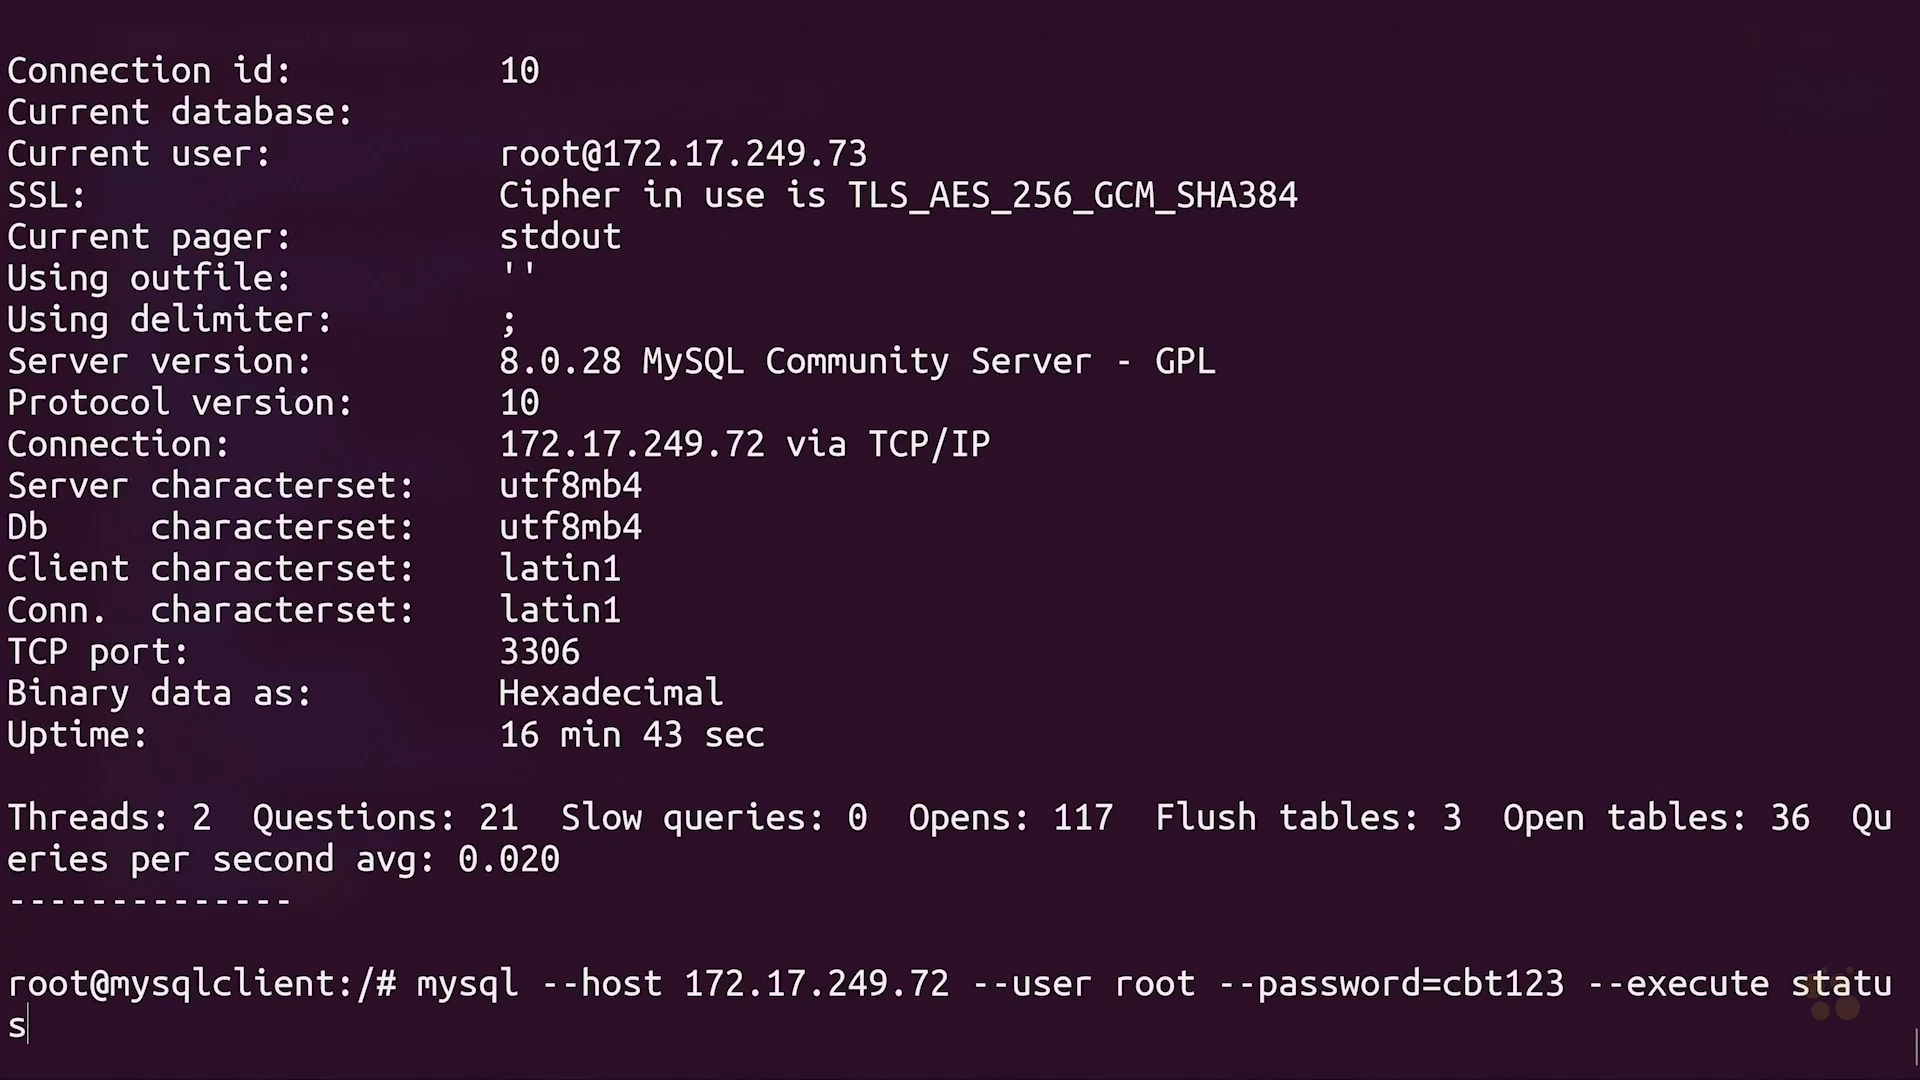 Connection id:          10
Current database:
Current user:           root@172.17.249.73
SSL:                    Cipher in use is TLS_AES_256_GCM_SHA384
Current pager:          stdout
Using outfile:          ''
Using delimiter:        ;
Server version:         8.0.28 MySQL Community Server - GPL
Protocol version:       10
Connection:             172.17.249.72 via TCP/IP
Server characterset:    utf8mb4
Db     characterset:    utf8mb4
Client characterset:    latin1
Conn.  characterset:    latin1
TCP port:               3306
Binary data as:         Hexadecimal
Uptime:                 16 min 43 sec
Threads: 2  Questions: 21  Slow queries: 0  Opens: 117  Flush tables: 3  Open tables: 36  Qu
eries per second avg: 0.020
--------------
root@mysqlclient:/# mysql --host 172.17.249.72 --user root --password=cbt123 --execute statu
s